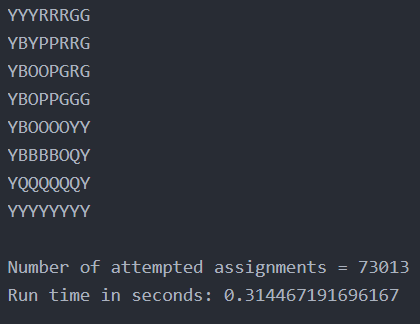 YYYRRRGG
YBYPPRRG
YBOOPGRG
YBOPPGGG
YBOOOOYY
YBBBBOQY
YQQQQQQY
YYYYYYYY
Number of attempted assignments = 73013
Run time in seconds: 0.314467191696167